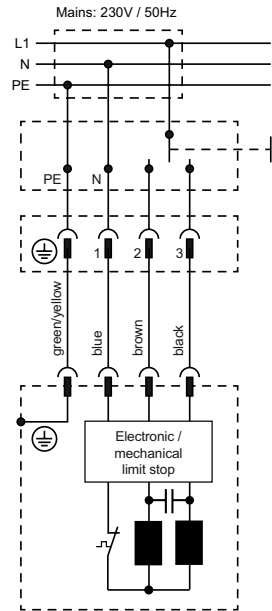 Mains: 230V / 50Hz
L1
N
PE
PE
N
1
2
3
green/yellow
blue
brown
black
Electronic /
mechanical
limit stop